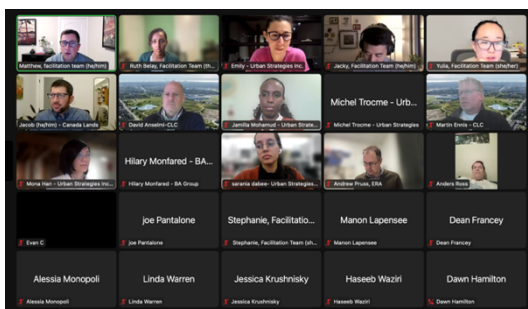 Matthew, facilitation team (he/him)
Ruth Belay, Facilitation Team (th...
Emily - Urban Strategies Inc.
Jacky, Facilitation Team (he/him)
Yulia, Facilitation Team (she/her)
Jacob (he/him) - Canada Lands
David Anselmi-CLC
Jamilla Mohamud - Urban Strate...
Michel Trocme - Urb...
Michel Trocme - Urban Strategies
Martin Ennis - CLC
Mona Han - Urban Strategies Inc...
Hilary Monfared - BA...
Hilary Monfared - BA Group
sarania dabee- Urban Strategies...
Andrew Pruss, ERA
Anders Ross
Evan C
joe Pantalone
joe Pantalone
Stephanie, Facilitatio...
Stephanie, Facilitation Team (sh...
Manon Lapensee
Manon Lapensee
Dean Francey
Dean Francey
Alessia Monopoli
Alessia Monopoli
Linda Warren
Linda Warren
Jessica Krushnisky
Jessica Krushnisky
Haseeb Waziri
Haseeb Waziri
Dawn Hamilton
Dawn Hamilton